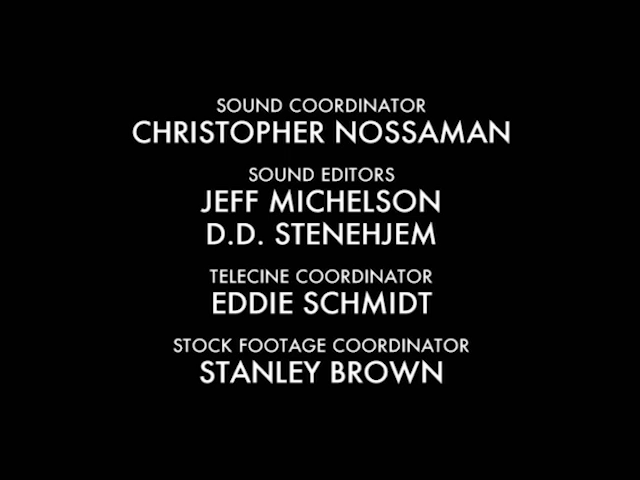 SOUND COORDINATOR
CHRISTOPHER NOSSAMAN
SOUND EDITORS
JEFF MICHELSON
D.D. STENEHJEM
TELECINE COORDINATOR
EDDIE SCHMIDT
STOCK FOOTAGE COORDINATOR
STANLEY BROWN